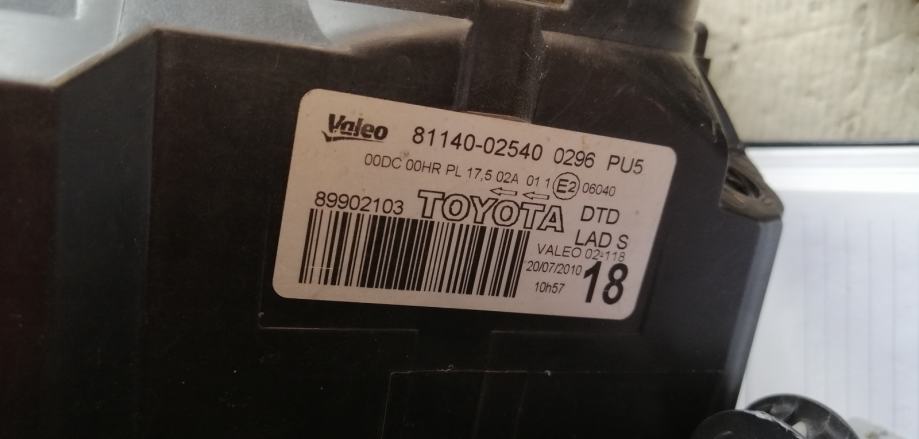 Valeo 81140-02540 0296 PU5
00DC 00HR PL 17,5 02A 01 1 E2 06040
89902103 TOYOTA DTD
LAD S
VALEO 02-118
20/07/2010 18
10h57